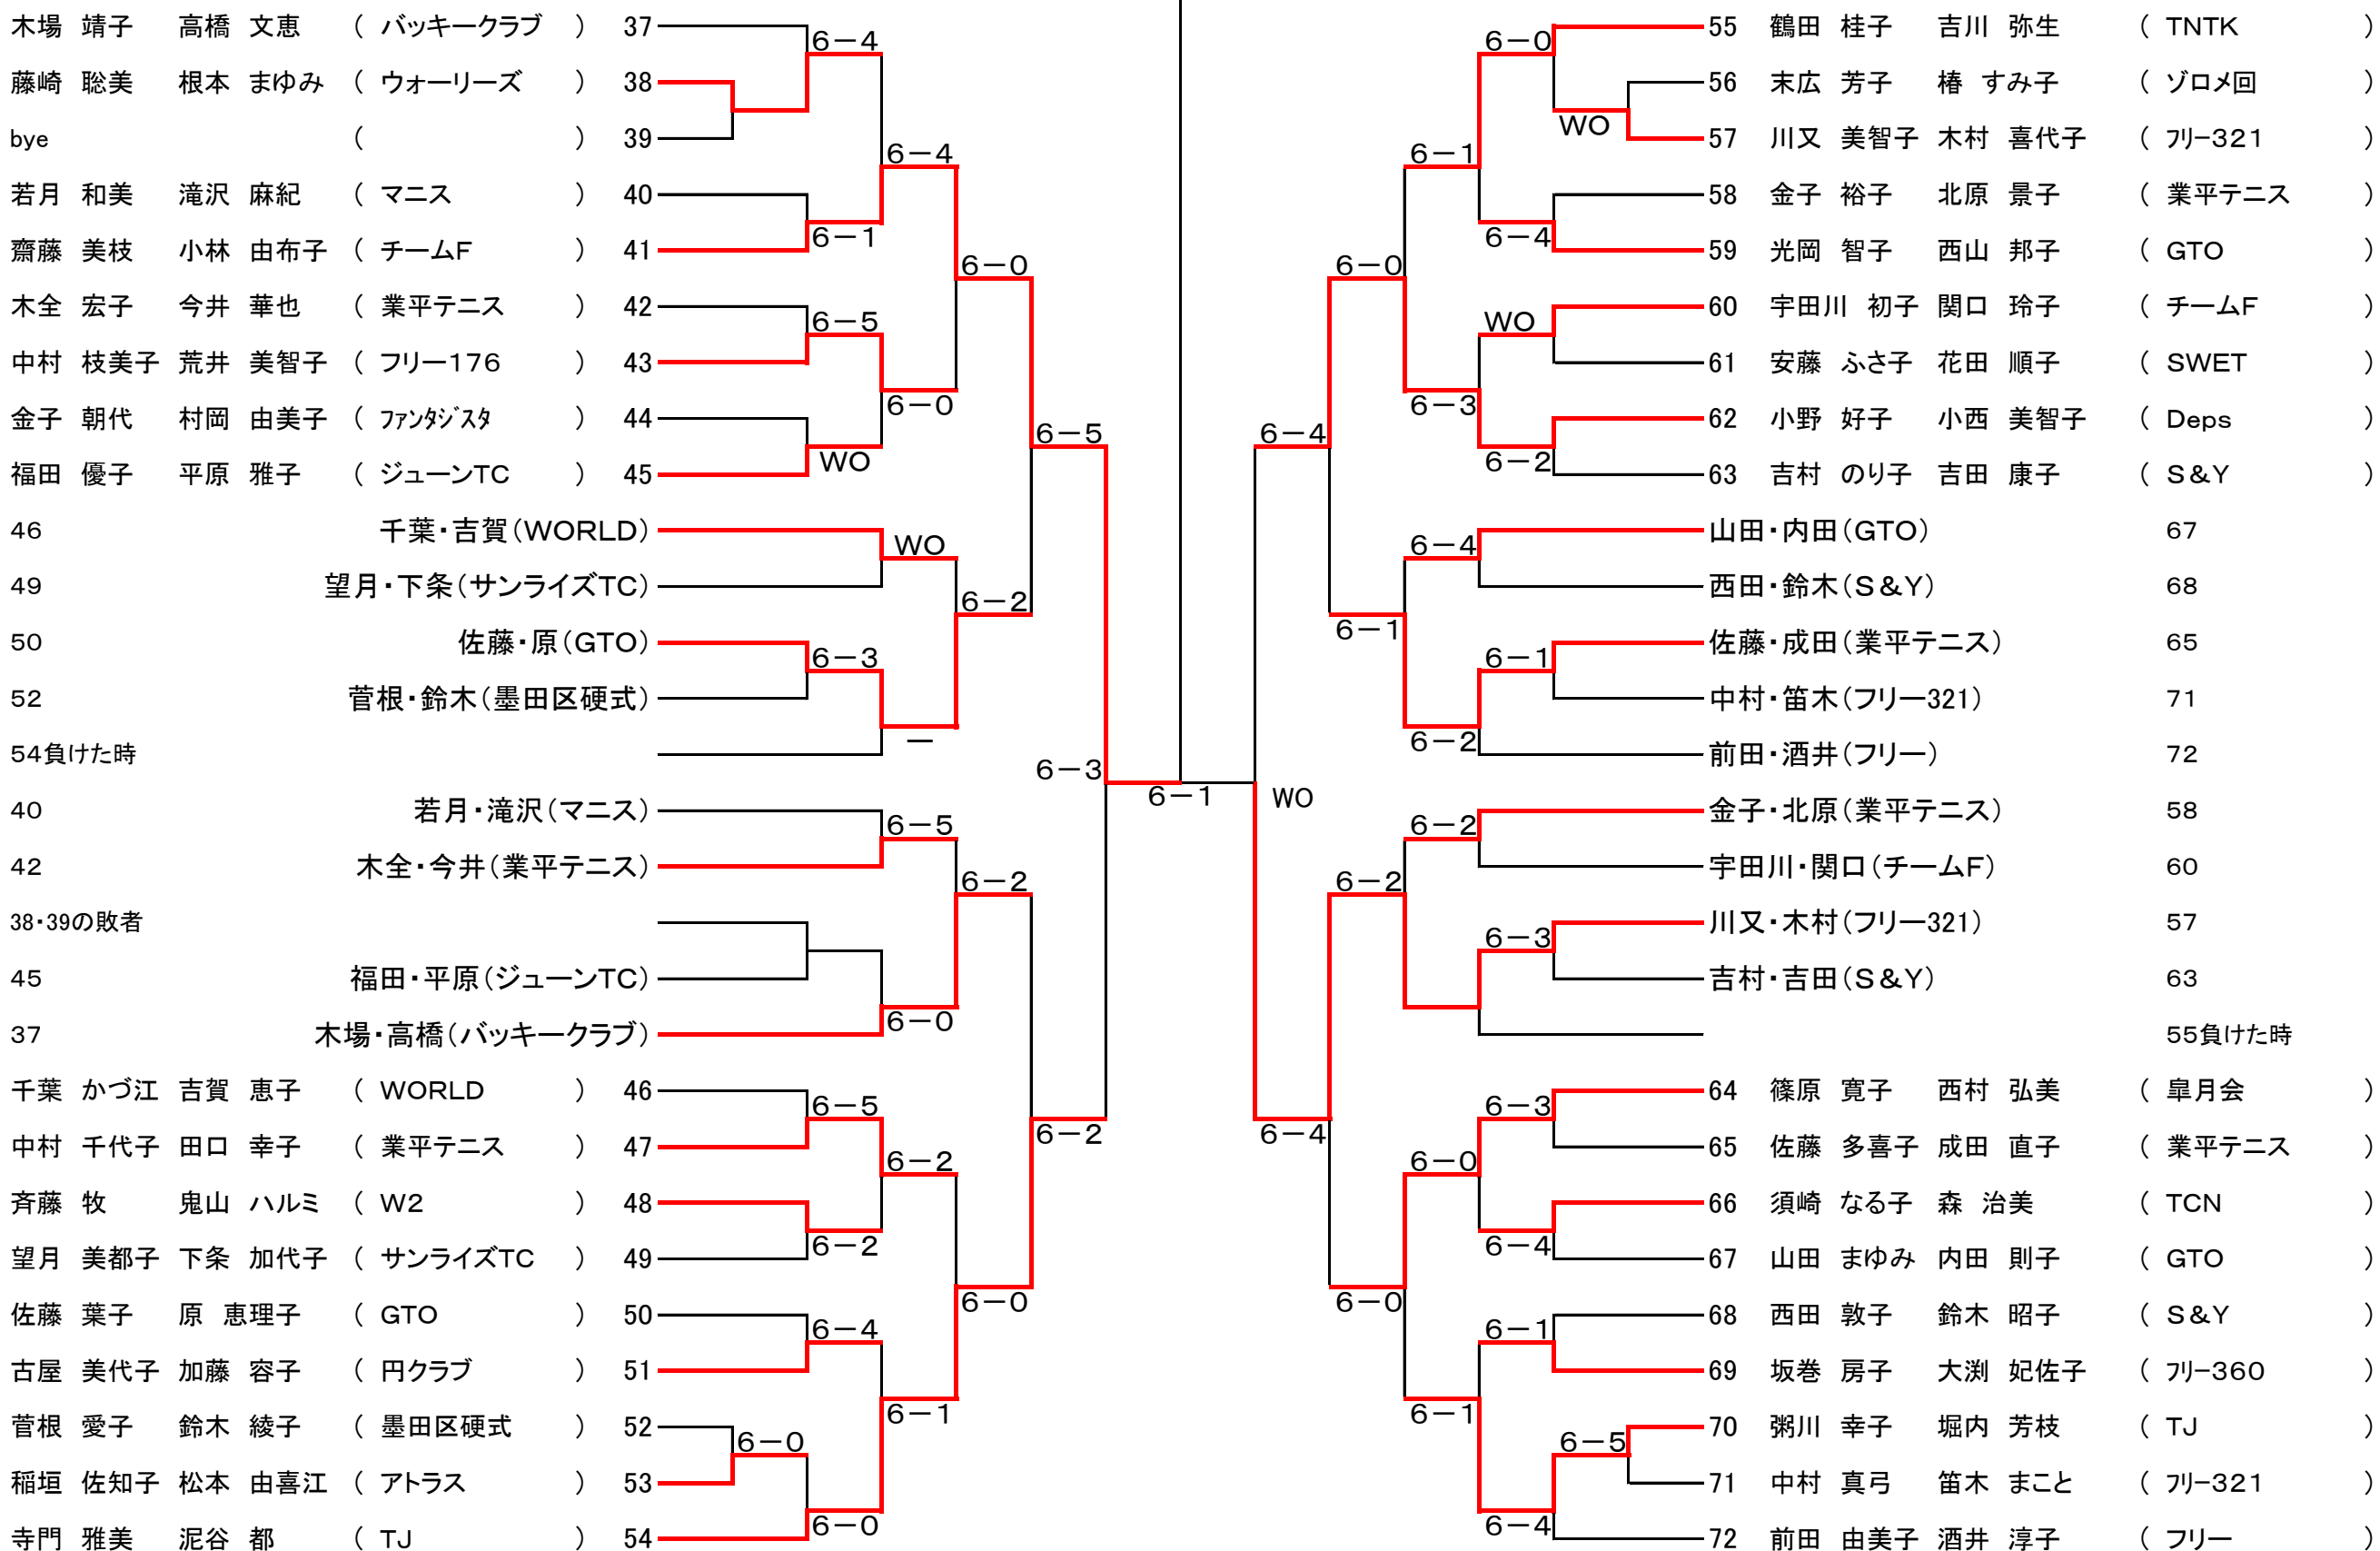 木場 靖子 高橋 文恵 ( バッキークラブ ) 37
藤崎 聡美 根本 まゆみ ( ウォーリーズ ) 38
bye ( ) 39
若月 和美 滝沢 麻紀 ( マニス ) 40
齋藤 美枝 小林 由布子 ( チームF ) 41
木全 宏子 今井 華也 ( 業平テニス ) 42
中村 枝美子 荒井 美智子 ( フリー176 ) 43
金子 朝代 村岡 由美子 ( ファンタジスタ ) 44
福田 優子 平原 雅子 ( ジューンTC ) 45
46 千葉・吉賀(WORLD)
49 望月・下条(サンライズTC)
50 佐藤・原(GTO)
52 菅根・鈴木(墨田区硬式)
54負けた時
40 若月・滝沢(マニス)
42 木全・今井(業平テニス)
38・39の敗者
45 福田・平原(ジューンTC)
37 木場・高橋(バッキークラブ)
千葉 かづ江 吉賀 恵子 ( WORLD ) 46
中村 千代子 田口 幸子 ( 業平テニス ) 47
斉藤 牧 鬼山 ハルミ ( W2 ) 48
望月 美都子 下条 加代子 ( サンライズTC ) 49
佐藤 葉子 原 恵理子 ( GTO ) 50
古屋 美代子 加藤 容子 ( 円クラブ ) 51
菅根 愛子 鈴木 綾子 ( 墨田区硬式 ) 52
稲垣 佐知子 松本 由喜江 ( アトラス ) 53
寺門 雅美 泥谷 都 ( TJ ) 54
6-0
6-4
6-1
6-5
WO
6-3
6-5
6-2
6-4
6-0
6-4
6-0
WO
-
6-5
6-0
6-2
6-1
6-0
6-2
6-2
6-0
6-5
6-2
6-3
6-1
WO
6-4
6-4
6-0
6-1
6-2
6-0
6-1
6-3
6-4
6-2
6-2
6-0
6-1
6-0
6-4
WO
6-2
6-1
6-3
6-3
6-4
6-1
6-4
WO
6-5
55 鶴田 桂子 吉川 弥生 ( TNTK )
56 末広 芳子 椿 すみ子 ( ゾロメ回 )
57 川又 美智子 木村 喜代子 ( フリー321 )
58 金子 裕子 北原 景子 ( 業平テニス )
59 光岡 智子 西山 邦子 ( GTO )
60 宇田川 初子 関口 玲子 ( チームF )
61 安藤 ふさ子 花田 順子 ( SWET )
62 小野 好子 小西 美智子 ( Deps )
63 吉村 のり子 吉田 康子 ( S&Y )
山田・内田(GTO) 67
西田・鈴木(S&Y) 68
佐藤・成田(業平テニス) 65
中村・笛木(フリー321) 71
前田・酒井(フリー) 72
金子・北原(業平テニス) 58
宇田川・関口(チームF) 60
川又・木村(フリー321) 57
吉村・吉田(S&Y) 63
55負けた時
64 篠原 寛子 西村 弘美 ( 皐月会 )
65 佐藤 多喜子 成田 直子 ( 業平テニス )
66 須崎 なる子 森 治美 ( TCN )
67 山田 まゆみ 内田 則子 ( GTO )
68 西田 敦子 鈴木 昭子 ( S&Y )
69 坂巻 房子 大渕 妃佐子 ( フリー360 )
70 粥川 幸子 堀内 芳枝 ( TJ )
71 中村 真弓 笛木 まこと ( フリー321 )
72 前田 由美子 酒井 淳子 ( フリー )